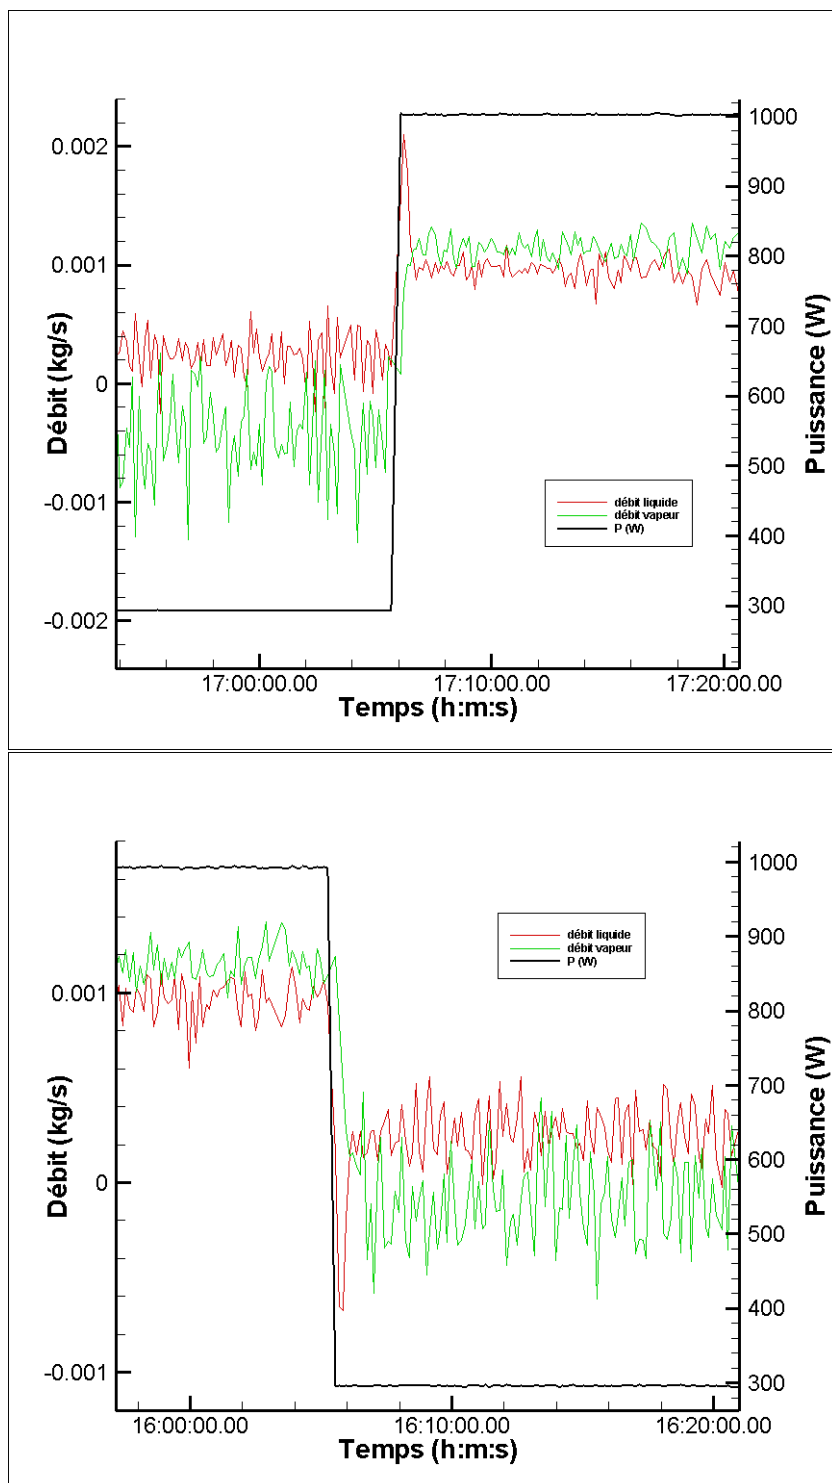 0.002
0.001
0
-0.001
-0.002
Débit (kg/s)
1000
900
800
700
600
500
400
300
Puissance (W)
débit liquide
débit vapeur
P (W)
17:00:00.00 17:10:00.00 17:20:00.00
Temps (h:m:s)
0.001
0
-0.001
Débit (kg/s)
1000
900
800
700
600
500
400
300
Puissance (W)
débit liquide
débit vapeur
P (W)
16:00:00.00 16:10:00.00 16:20:00.00
Temps (h:m:s)